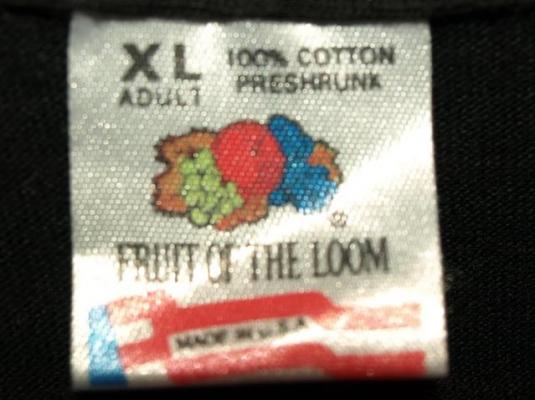 XL
ADULT
100% COTTON
PRESHRUNK
®
FRUIT OF THE LOOM
MADE IN U.S.A